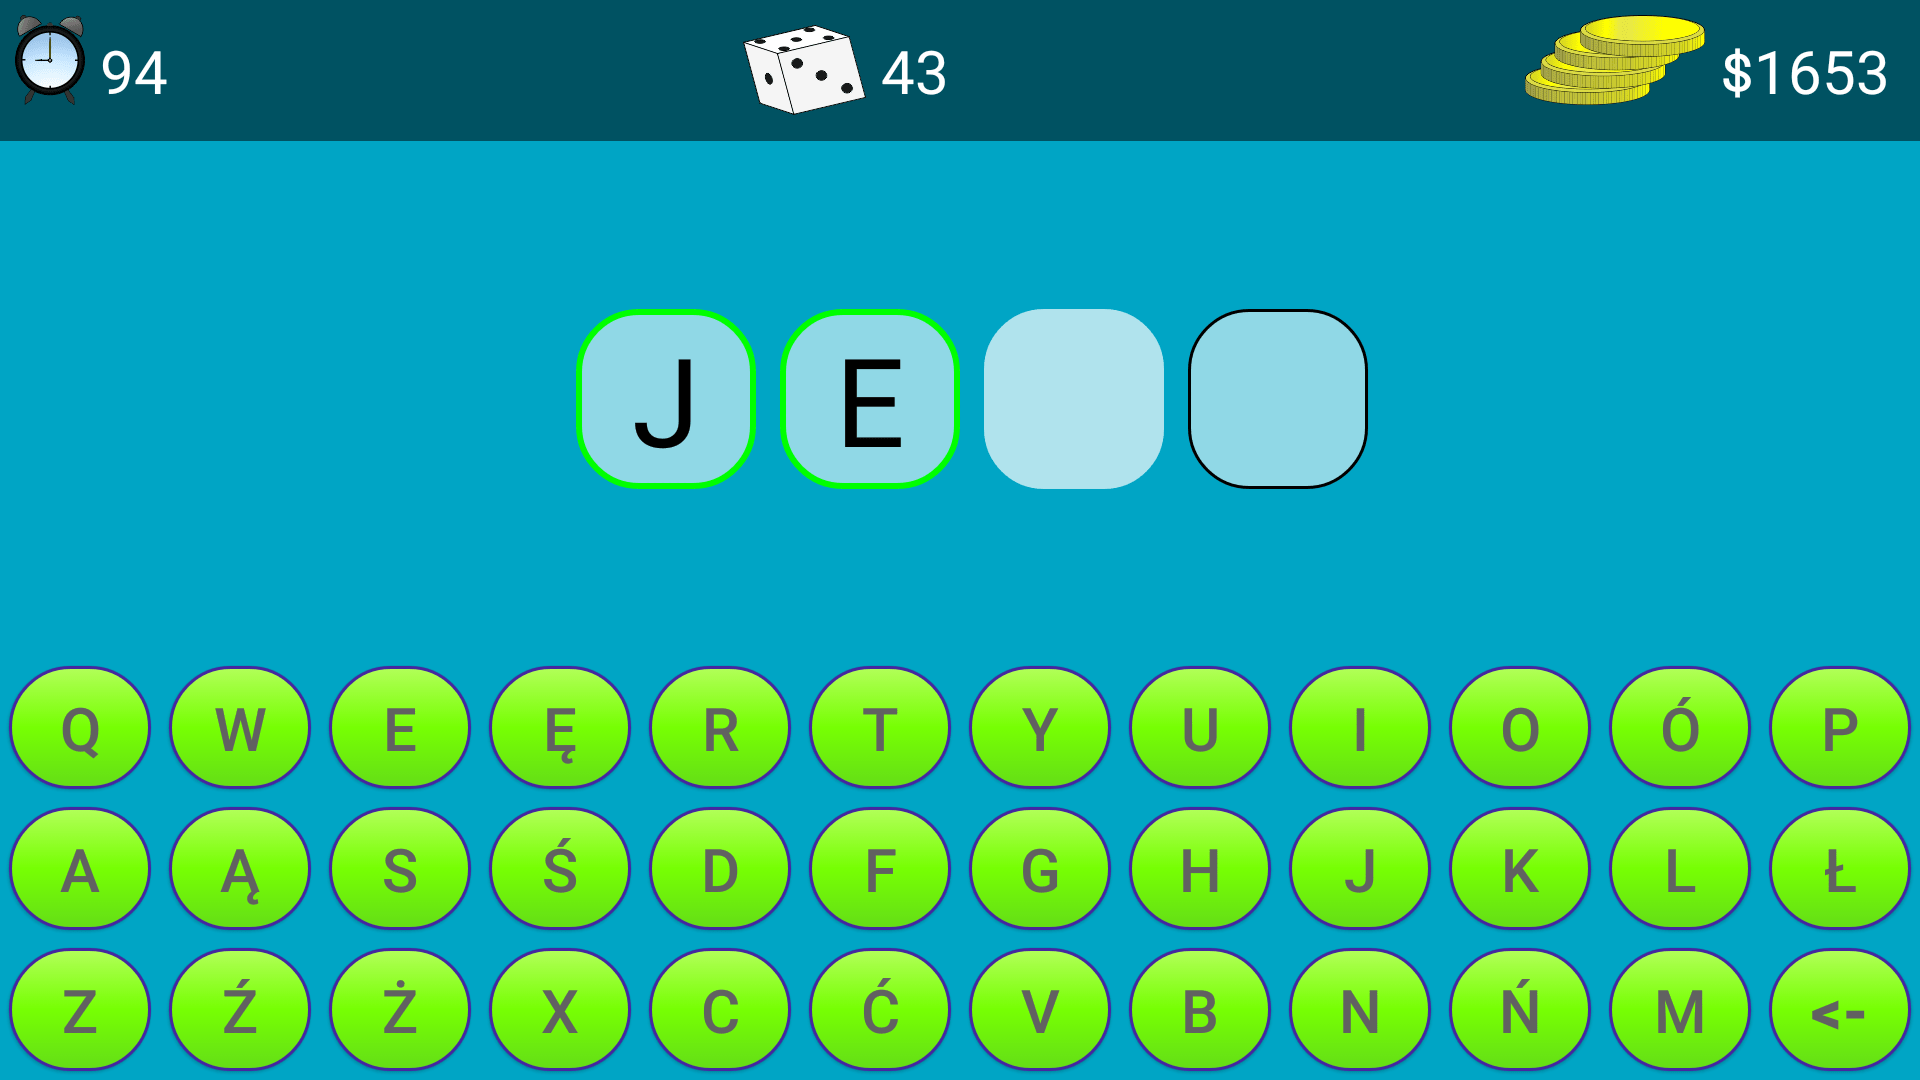 94 43 $1653
J E
Q W E Ę R T Y U I O Ó P
A Ą S Ś D F G H J K L Ł
Z Ź Ż X C Ć V B N Ń M <-